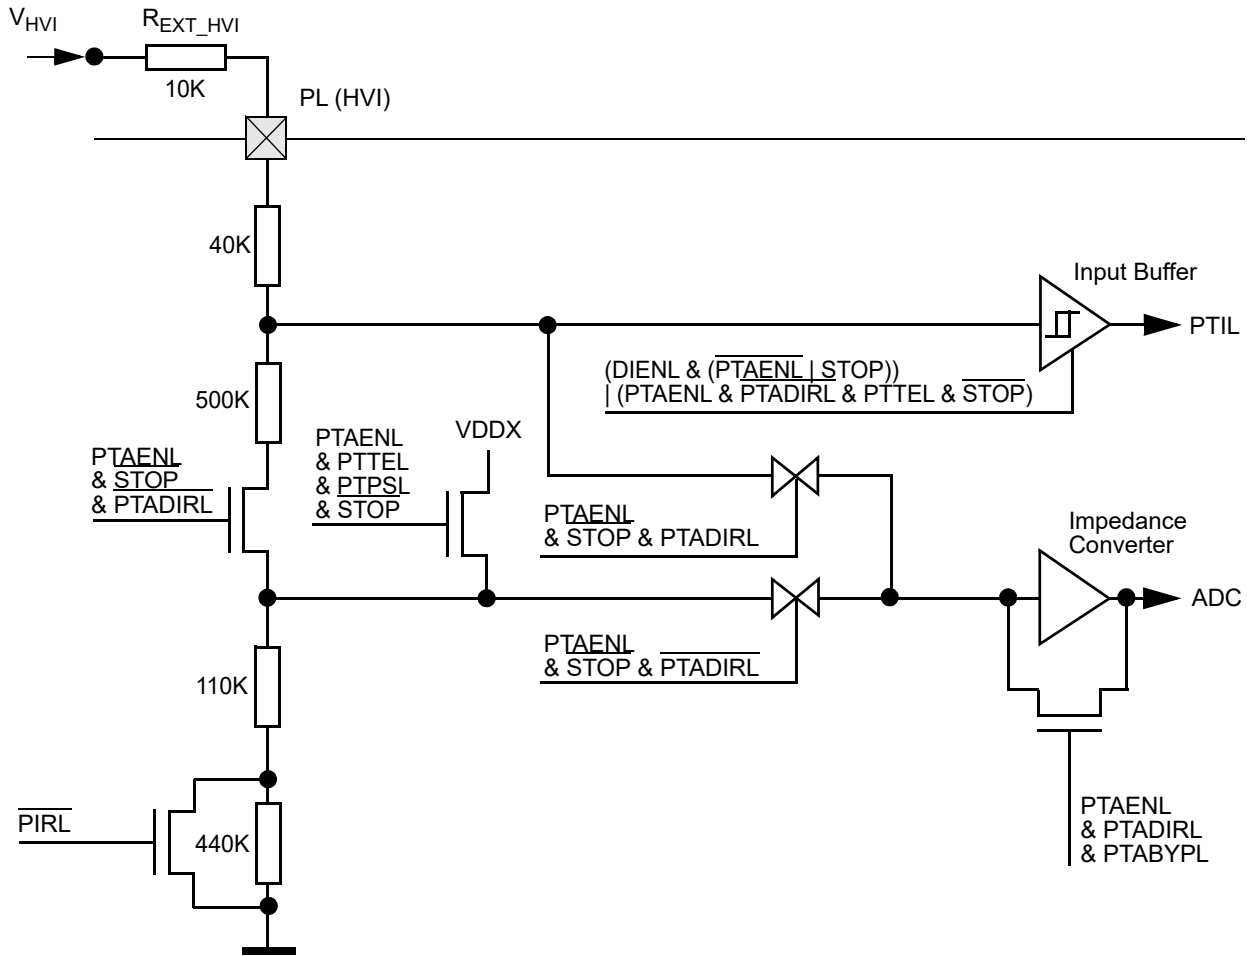 VHVI
REXT_HVI
10K
PL (HVI)
40K
Input Buffer
PTIL
(DIENL & (PTAENL | STOP))
| (PTAENL & PTADIRL & PTTEL & STOP)
500K
VDDX
PTAENL
& PTTEL
& PTPSL
& STOP
PTAENL
& STOP
& PTADIRL
PTAENL
& STOP & PTADIRL
Impedance
Converter
ADC
PTAENL
& STOP & PTADIRL
110K
PTAENL
& PTADIRL
& PTABYPL
PIRL
440K